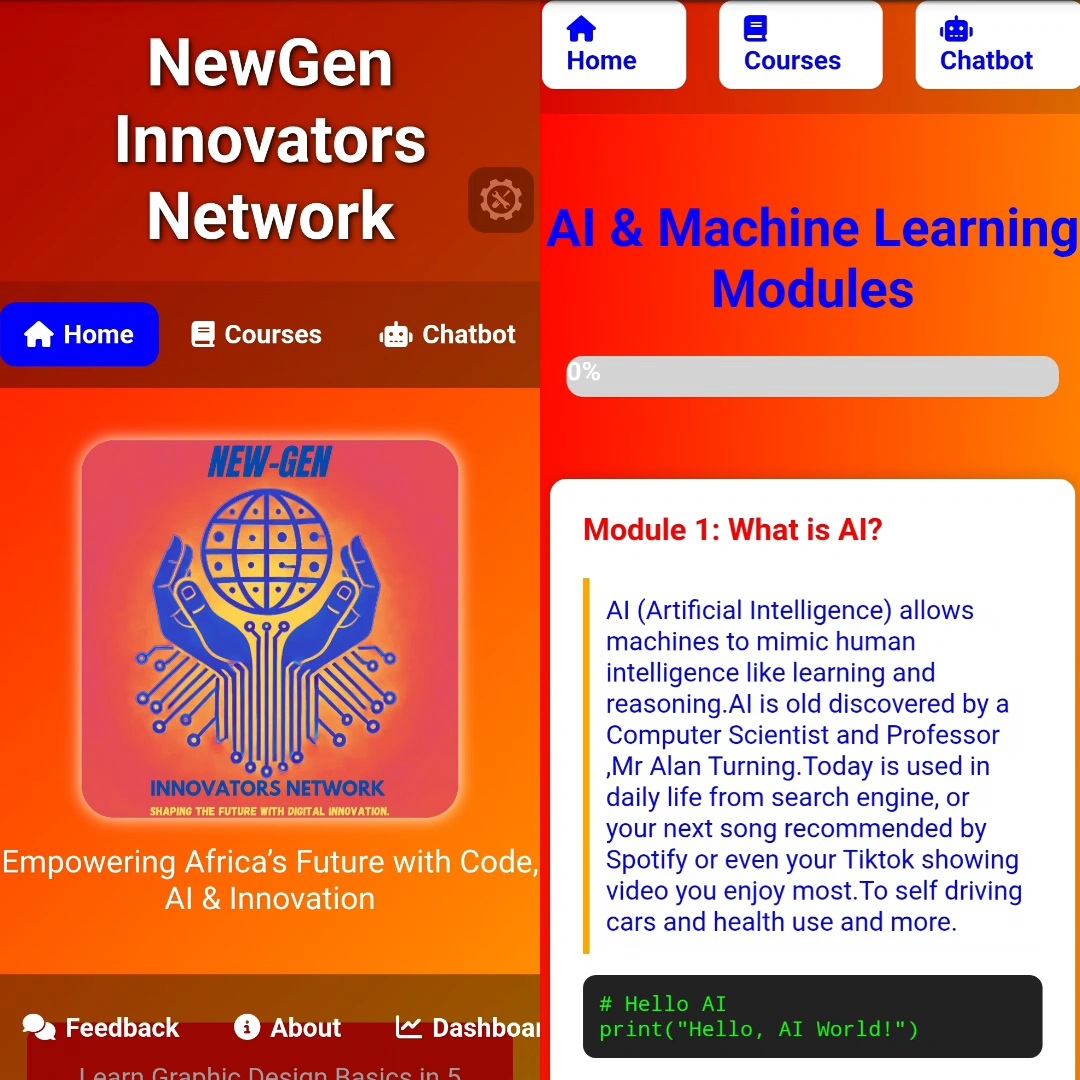 NewGen
Innovators
Network
Home
Courses
Chatbot
NEW-GEN
INNOVATORS NETWORK
SHAPING THE FUTURE WITH DIGITAL INNOVATION.
Empowering Africa’s Future with Code,
AI & Innovation
Feedback
About
Dashboar
Learn Graphic Design Basics in 5
Home
Courses
Chatbot
AI & Machine Learning
Modules
0%
Module 1: What is AI?
AI (Artificial Intelligence) allows
machines to mimic human
intelligence like learning and
reasoning.AI is old discovered by a
Computer Scientist and Professor
,Mr Alan Turning.Today is used in
daily life from search engine, or
your next song recommended by
Spotify or even your Tiktok showing
video you enjoy most.To self driving
cars and health use and more.
# Hello AI
print("Hello, AI World!")